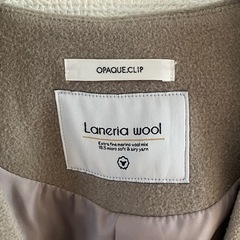 OPAQUE.CLIP
Laneria wool
Extra fine merino wool mix
18.5 micro soft & airy yarn